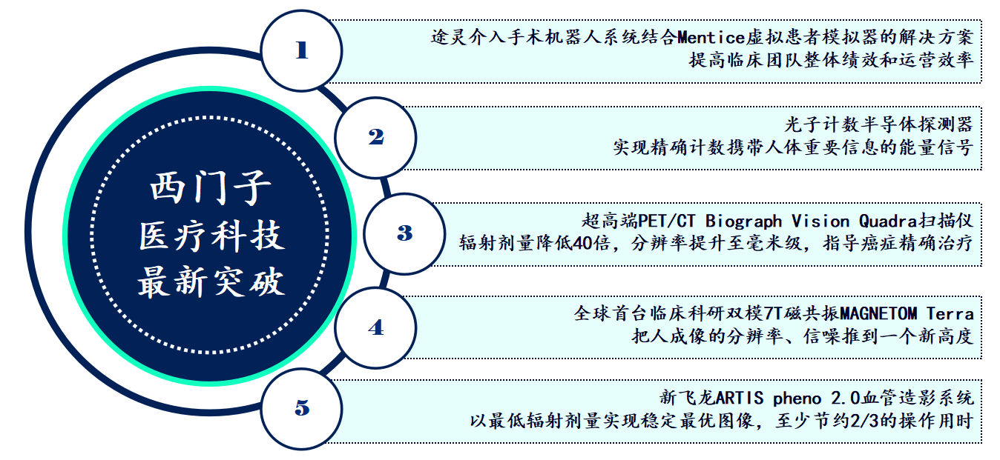 西门子
医疗科技
最新突破
1
途灵介入手术机器人系统结合Mentice虚拟患者模拟器的解决方案
提高临床团队整体绩效和运营效率
2
光子计数半导体探测器
实现精确计数携带人体重要信息的能量信号
3
超高端PET/CT Biograph Vision Quadra扫描仪
辐射剂量降低40倍，分辨率提升至毫米级，指导癌症精确治疗
4
全球首台临床科研双模7T磁共振MAGNETOM Terra
把人成像的分辨率、信噪推到一个新高度
5
新飞龙ARTIS pheno 2.0血管造影系统
以最低辐射剂量实现稳定最优图像，至少节约2/3的操作用时